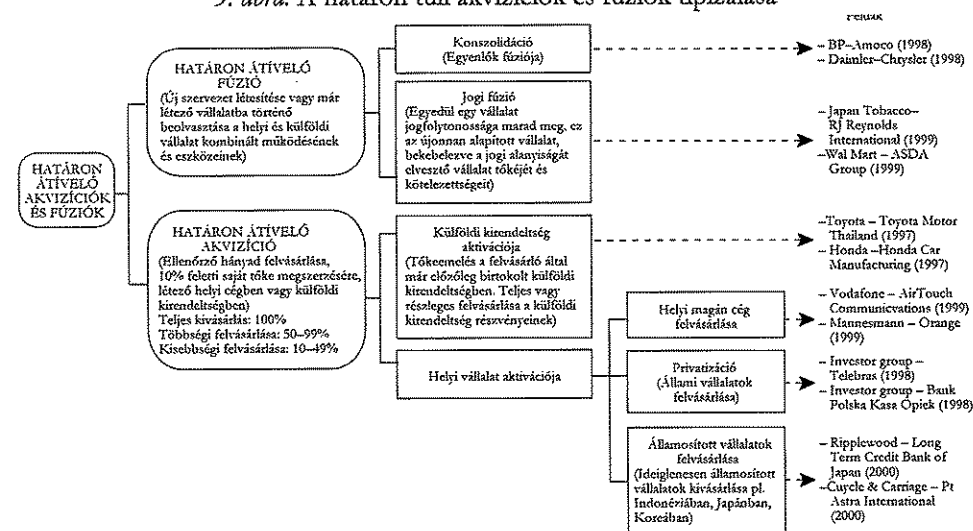 ábra. A határon túli akvizíciók és fúziók tipizálása
HATÁRON
ÁTÍVELŐ
AKVIZÍCIÓK
ÉS FÚZIÓK
HATÁRON ÁTÍVELŐ
FÚZIÓ
(Új szervezet létesítése vagy már
létező vállalatba történő
beolvasztása a helyi és külföldi
vállalat kombinált működésének
és eszközeinek)
Konszolidáció
(Egyenlők fúziója)
– BP–Amoco (1998)
– Daimler–Chrysler (1998)
Jogi fúzió
(Egyedül egy vállalat
jogfolytonossága marad meg, ez
az újonnan alapított vállalat,
bekebelezve a jogi alanyiságát
elvesztő vállalat tőkéjét és
kötelezettségeit)
– Japan Tobacco–
RJ Reynolds
International (1999)
–Wal Mart – ASDA
Group (1999)
HATÁRON ÁTÍVELŐ
AKVIZÍCIÓ
(Ellenőrző hányad felvásárlása,
10% feletti saját tőke megszerzésére,
létező helyi cégben vagy külföldi
kirendeltségben)
Teljes kivásárlás: 100%
Többségi felvásárlása: 50–99%
Kisebbségi felvásárlása: 10–49%
Külföldi kirendeltség
aktivációja
(Tőkeemelés a felvásárló által
már előzőleg birtokolt külföldi
kirendeltségben. Teljes vagy
részleges felvásárlása a külföldi
kirendeltség részvényeinek)
–Toyota – Toyota Motor
Thailand (1997)
– Honda –Honda Car
Manufacturing (1997)
Helyi vállalat aktivációja
Helyi magán cég
felvásárlása
– Vodafone – AirTouch
Communicvations (1999)
– Mannesmann – Orange
(1999)
Privatizáció
(Állami vállalatok
felvásárlása)
– Investor group –
Telebras (1998)
– Investor group – Bank
Polska Kasa Opiek (1998)
Államosított vállalatok
felvásárlása
(Ideiglenesen államosított
vállalatok kivásárlása pl.
Indonéziában, Japánban,
Koreában)
– Ripplewood – Long
Term Credit Bank of
Japan (2000)
–Cuycle & Carriage – Pt
Astra International
(2000)